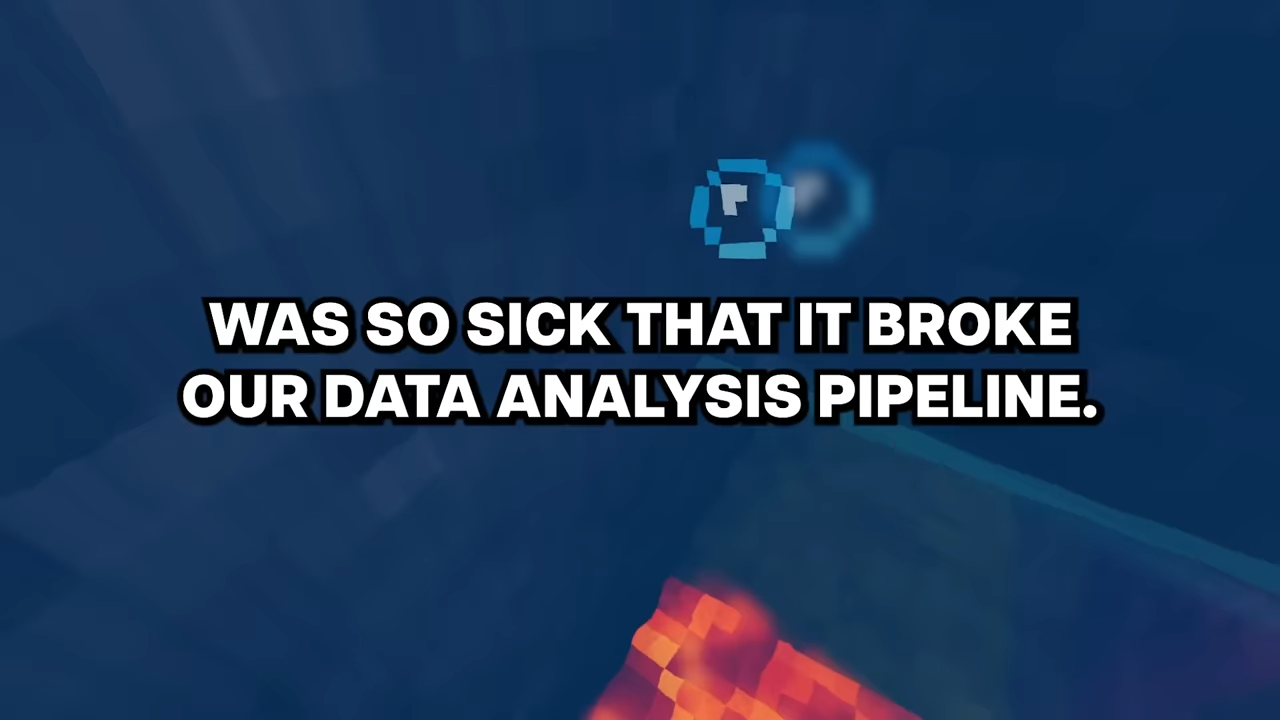 WAS SO SICK THAT IT BROKE
OUR DATA ANALYSIS PIPELINE.